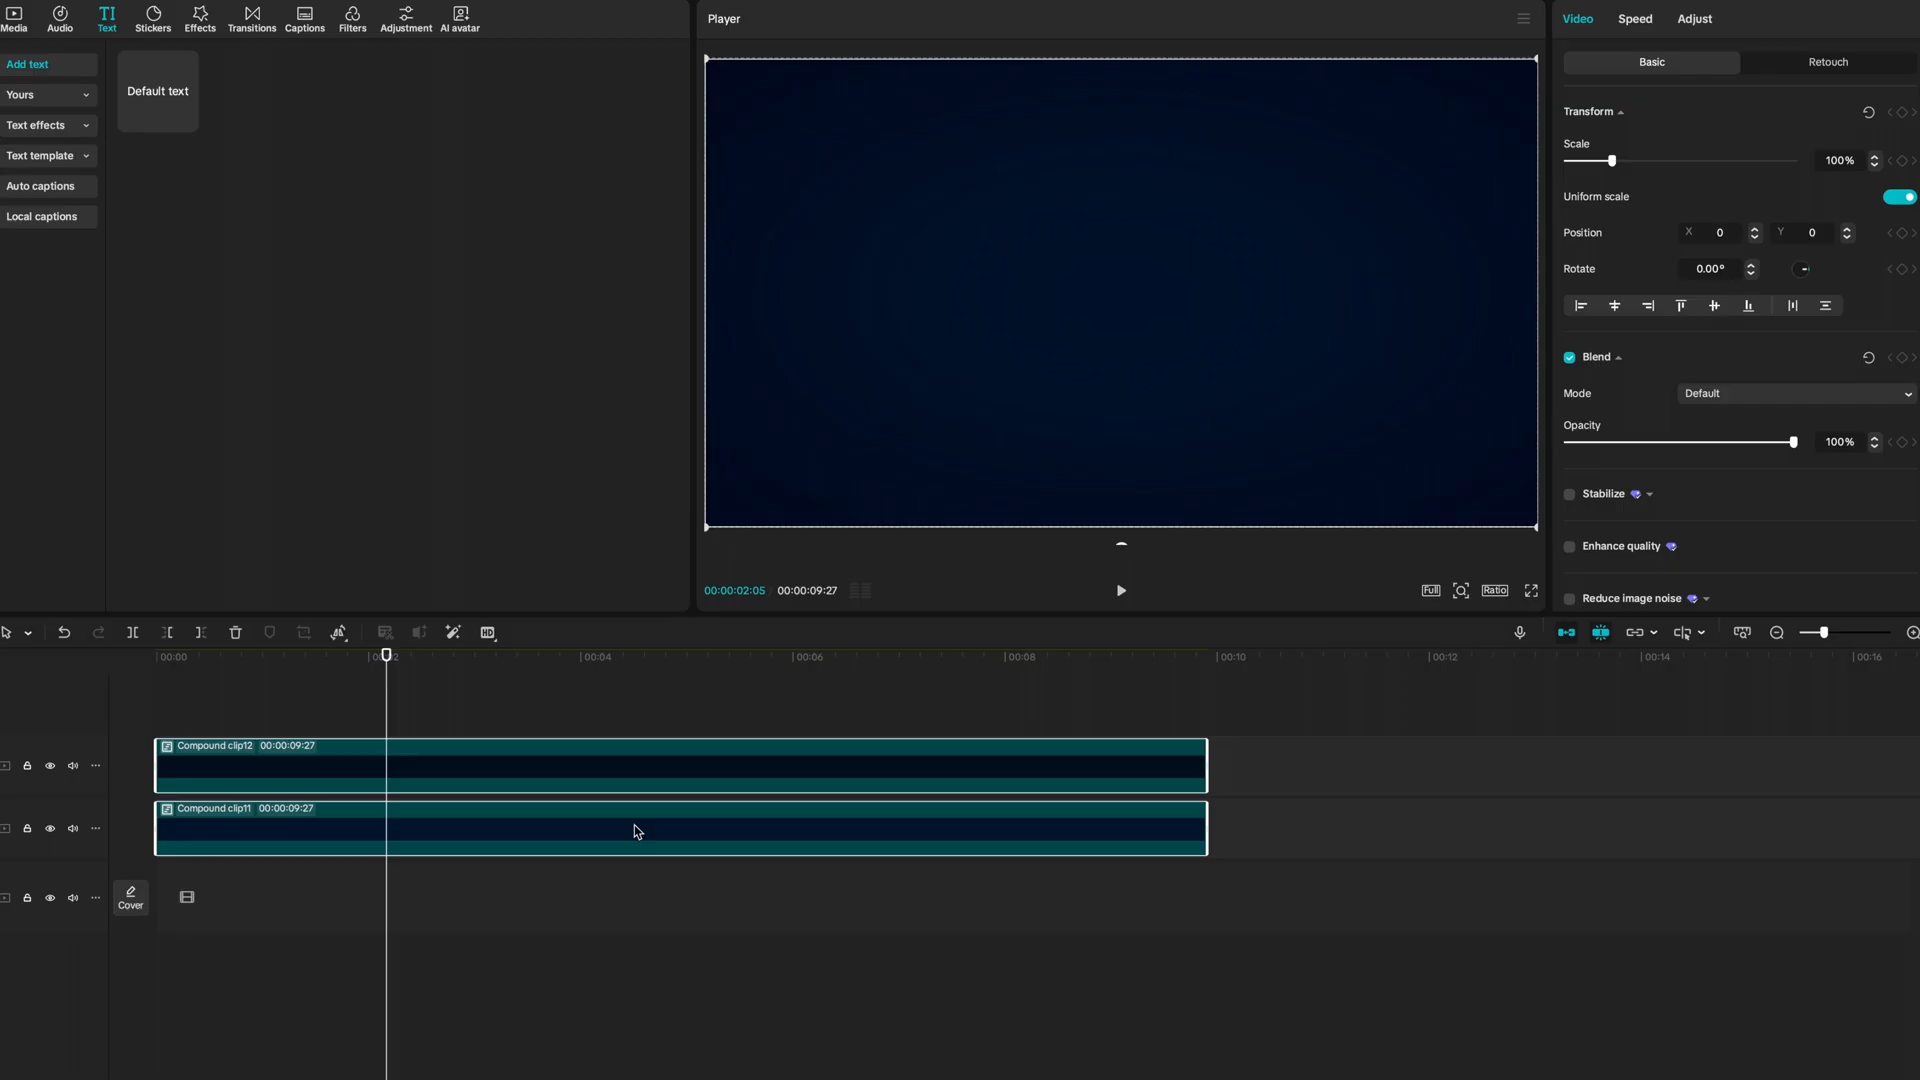 Media Audio Text Stickers Effects Transitions Captions Filters Adjustment AI avatar
Add text
Yours
Text effects
Text template
Auto captions
Local captions
Default text
Player
00:00:02:05 00:00:09:27
Full Ratio
Video Speed Adjust
Basic Retouch
Transform
Scale
100%
Uniform scale
Position X 0 Y 0
Rotate 0.00°
Blend
Mode Default
Opacity
100%
Stabilize
Enhance quality
Reduce image noise
HD
00:00 00:04 00:06 00:08 00:10 00:12 00:14 00:16
Compound clip12 00:00:09:27
Compound clip11 00:00:09:27
Cover